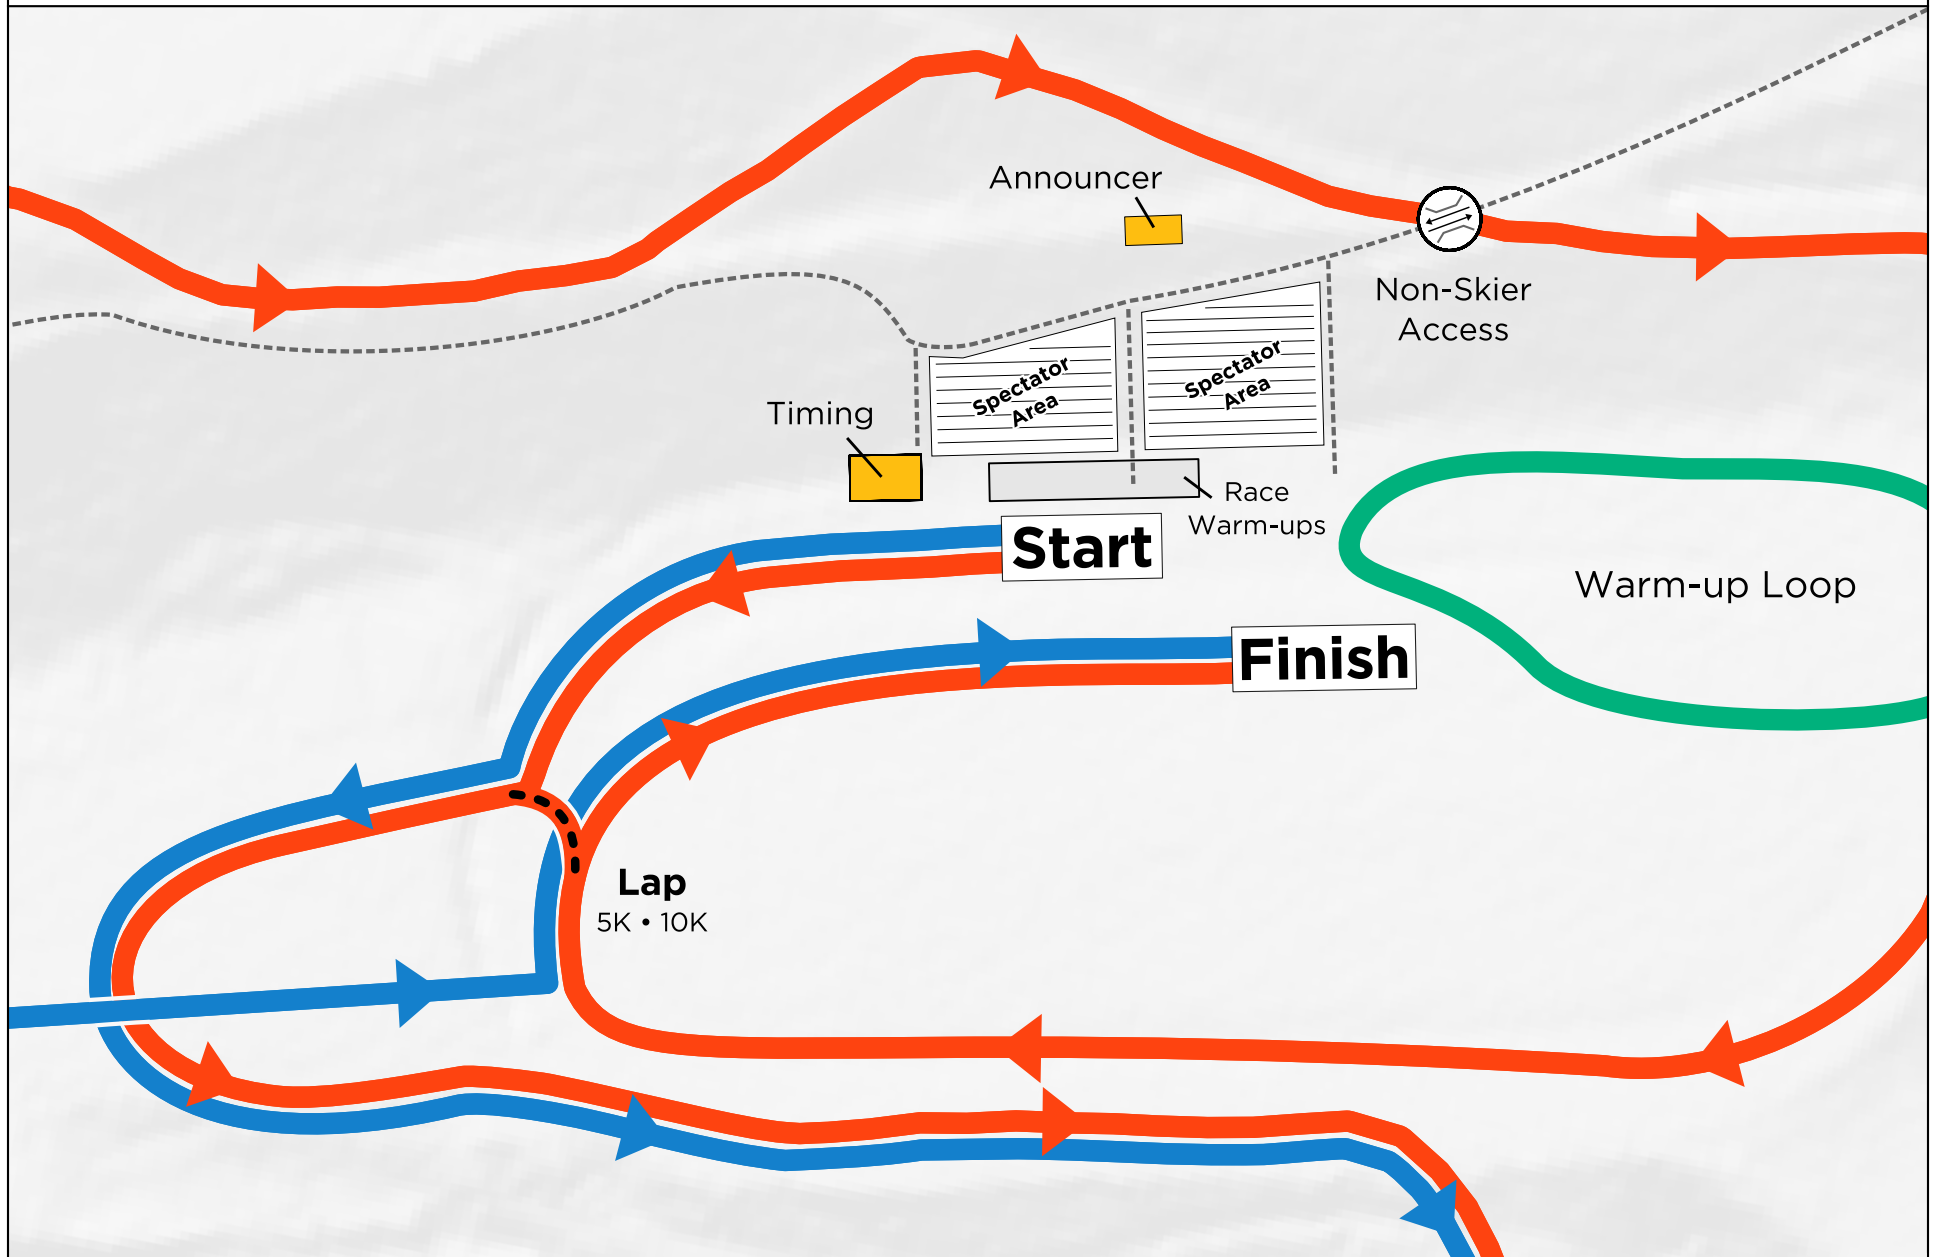 Announcer
Non-Skier
Access
Spectator
Area
Spectator
Area
Timing
Race
Warm-ups
Start
Warm-up Loop
Finish
Lap
5K • 10K